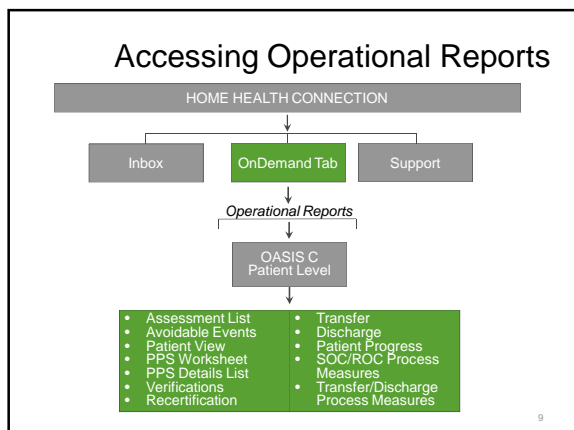 Accessing Operational Reports
HOME HEALTH CONNECTION
Inbox
OnDemand Tab
Support
Operational Reports
OASIS C
Patient Level
• Assessment List
• Avoidable Events
• Patient View
• PPS Worksheet
• PPS Details List
• Verifications
• Recertification
• Transfer
• Discharge
• Patient Progress
• SOC/ROC Process
Measures
• Transfer/Discharge
Process Measures
9